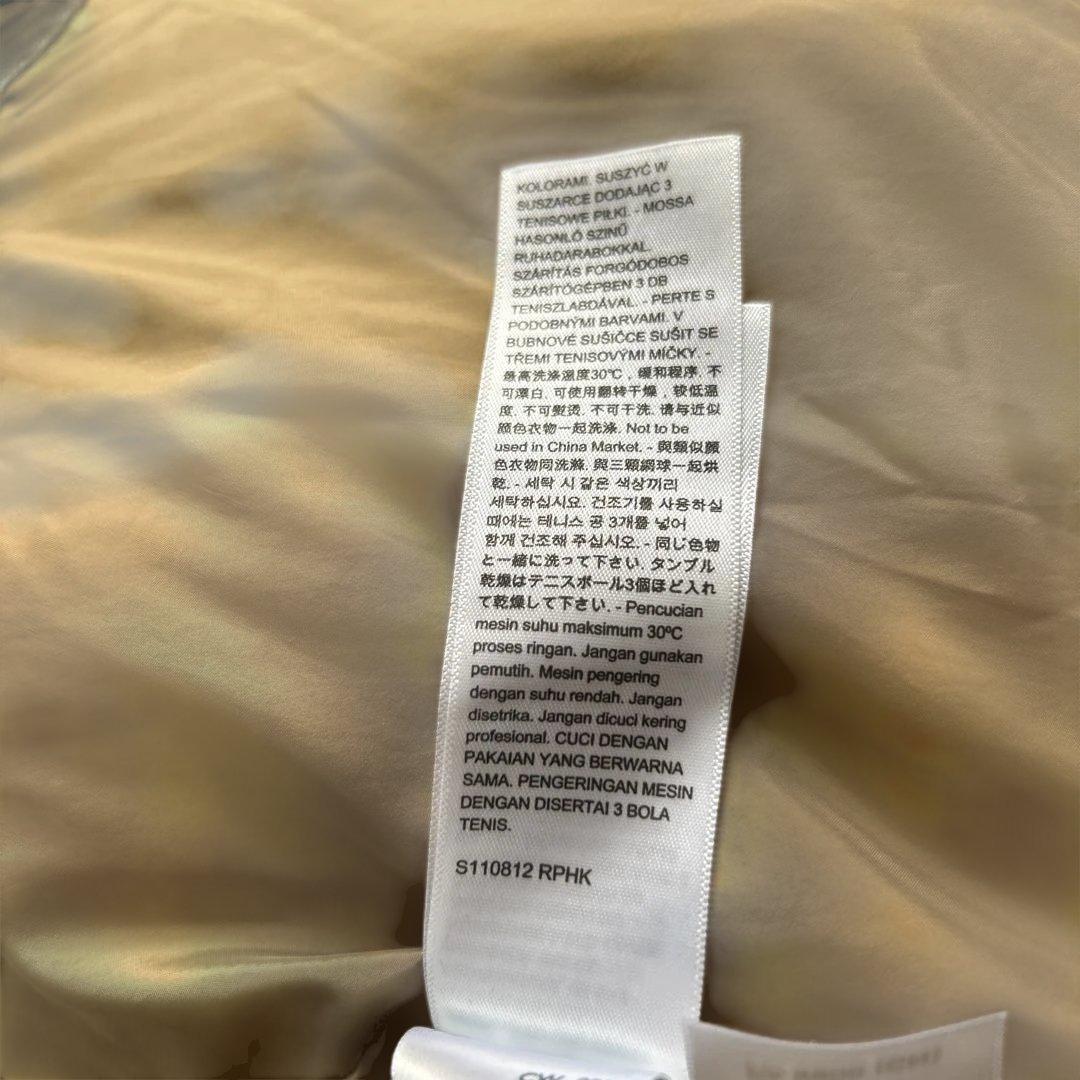 KOLORAMI. SUSZYĆ W
SUSZARCE DODAJĄC 3
TENISOWE PIŁKI. - MOSSA
HASONLÓ SZINŰ
RUHADARABOKKAL.
SZÁRÍTÁS FORGÓDOBOS
SZÁRÍTÓGÉPBEN 3 DB
TENISZLABDÁVAL. - PERTE S
PODOBNÝMI BARVAMI. V
BUBNOVÉ SUŠIČCE SUŠIT SE
TŘEMI TENISOVÝMI MÍČKY. -
最高洗涤温度30℃，缓和程序. 不
可漂白. 可使用翻转干燥，较低温
度. 不可熨烫. 不可干洗. 请与近似
颜色衣物一起洗涤. Not to be
used in China Market. - 與類似顏
色衣物同洗滌. 與三顆網球一起烘
乾. - 세탁 시 같은 색상끼리
세탁하십시요. 건조기를 사용하실
때에는 테니스 공 3개를 넣어
함께 건조해 주십시오. - 同じ色物
と一緒に洗って下さい. タンブル
乾燥はテニスボール3個ほど入れ
て乾燥して下さい. - Pencucian
mesin suhu maksimum 30ºC
proses ringan. Jangan gunakan
pemutih. Mesin pengering
dengan suhu rendah. Jangan
disetrika. Jangan dicuci kering
profesional. CUCI DENGAN
PAKAIAN YANG BERWARNA
SAMA. PENGERINGAN MESIN
DENGAN DISERTAI 3 BOLA
TENIS.
S110812 RPHK